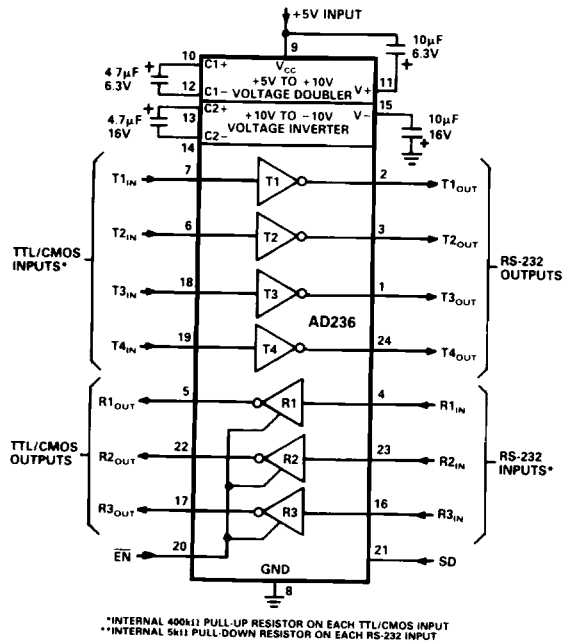 +5V INPUT
9
10μF
6.3V
10
C1+
VCC
4.7μF
6.3V
12
C1−
+5V TO +10V
VOLTAGE DOUBLER
V+
11
4.7μF
16V
13
C2+
+10V TO −10V
VOLTAGE INVERTER
V−
15
10μF
16V
14
C2−
T1IN
7
T1
2
T1OUT
T2IN
6
T2
3
T2OUT
TTL/CMOS
INPUTS*
RS-232
OUTPUTS
T3IN
18
T3
1
T3OUT
AD236
T4IN
19
T4
24
T4OUT
R1OUT
5
R1
4
R1IN
TTL/CMOS
OUTPUTS
R2OUT
22
R2
23
R2IN
RS-232
INPUTS*
R3OUT
17
R3
16
R3IN
EN
20
21
SD
GND
8
*INTERNAL 400kΩ PULL-UP RESISTOR ON EACH TTL/CMOS INPUT
**INTERNAL 5kΩ PULL-DOWN RESISTOR ON EACH RS-232 INPUT